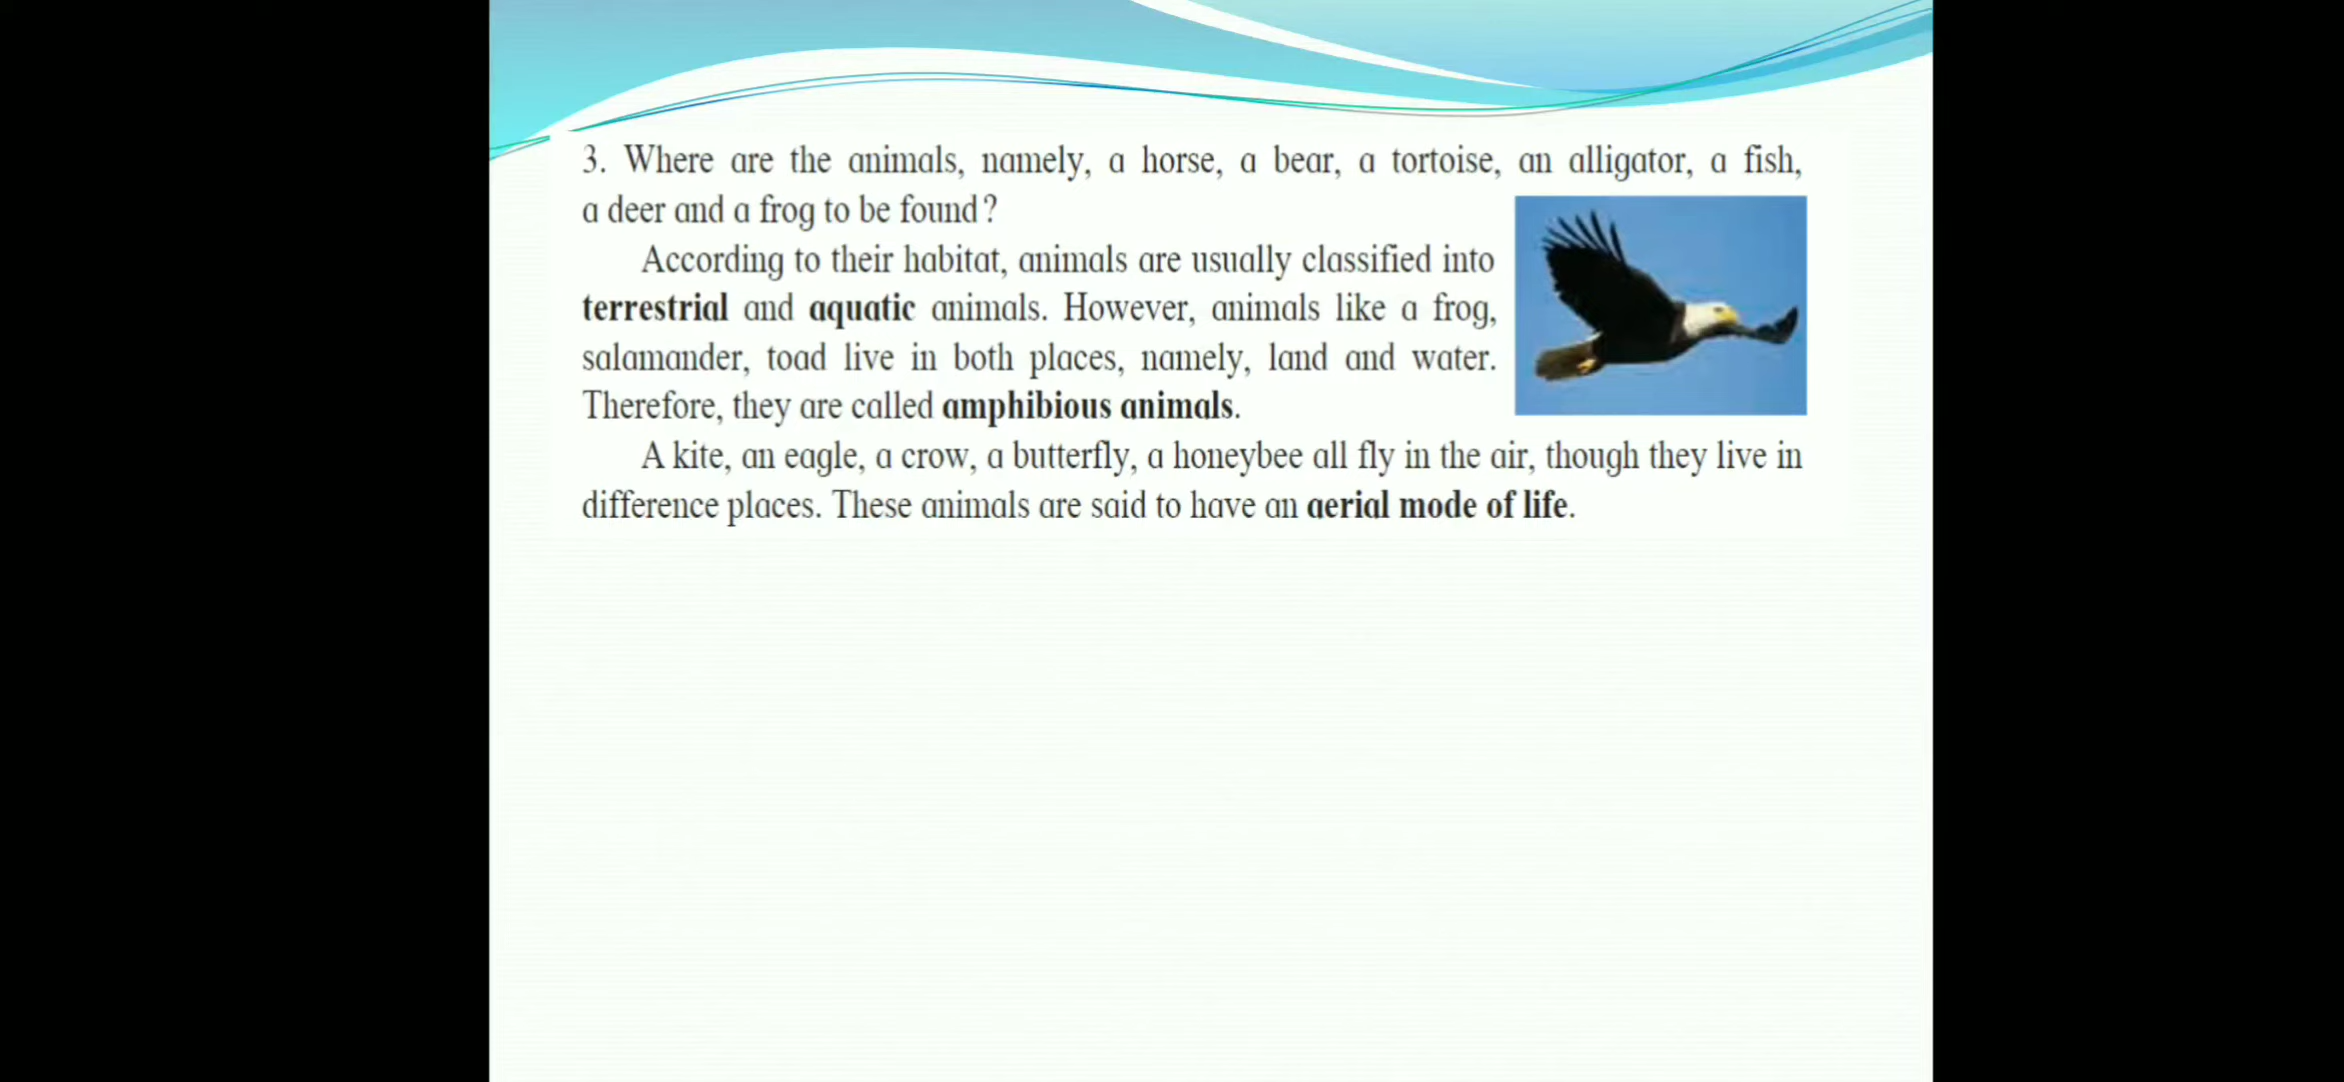 3. Where are the animals, namely, a horse, a bear, a tortoise, an alligator, a fish,
a deer and a frog to be found?
According to their habitat, animals are usually classified into
terrestrial and aquatic animals. However, animals like a frog,
salamander, toad live in both places, namely, land and water.
Therefore, they are called amphibious animals.
A kite, an eagle, a crow, a butterfly, a honeybee all fly in the air, though they live in
difference places. These animals are said to have an aerial mode of life.